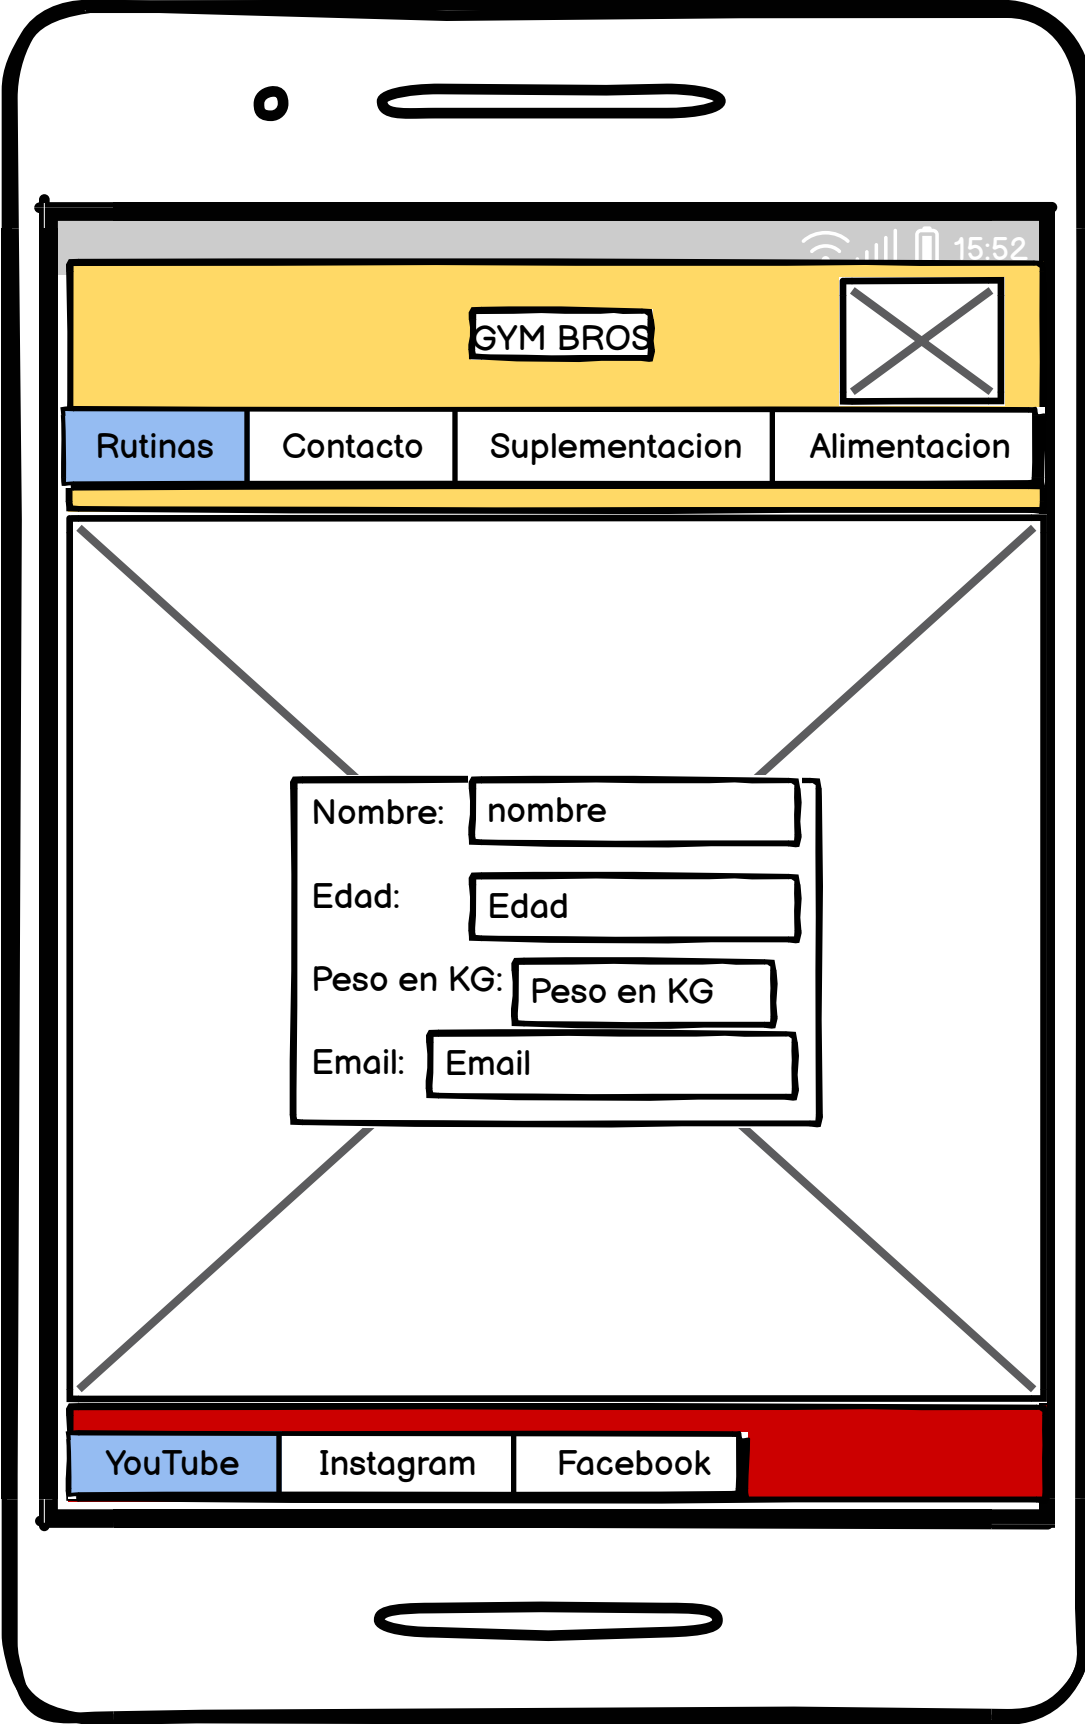 15:52
GYM BROS
Rutinas Contacto Suplementacion Alimentacion
Nombre: nombre
Edad: Edad
Peso en KG: Peso en KG
Email: Email
YouTube Instagram Facebook